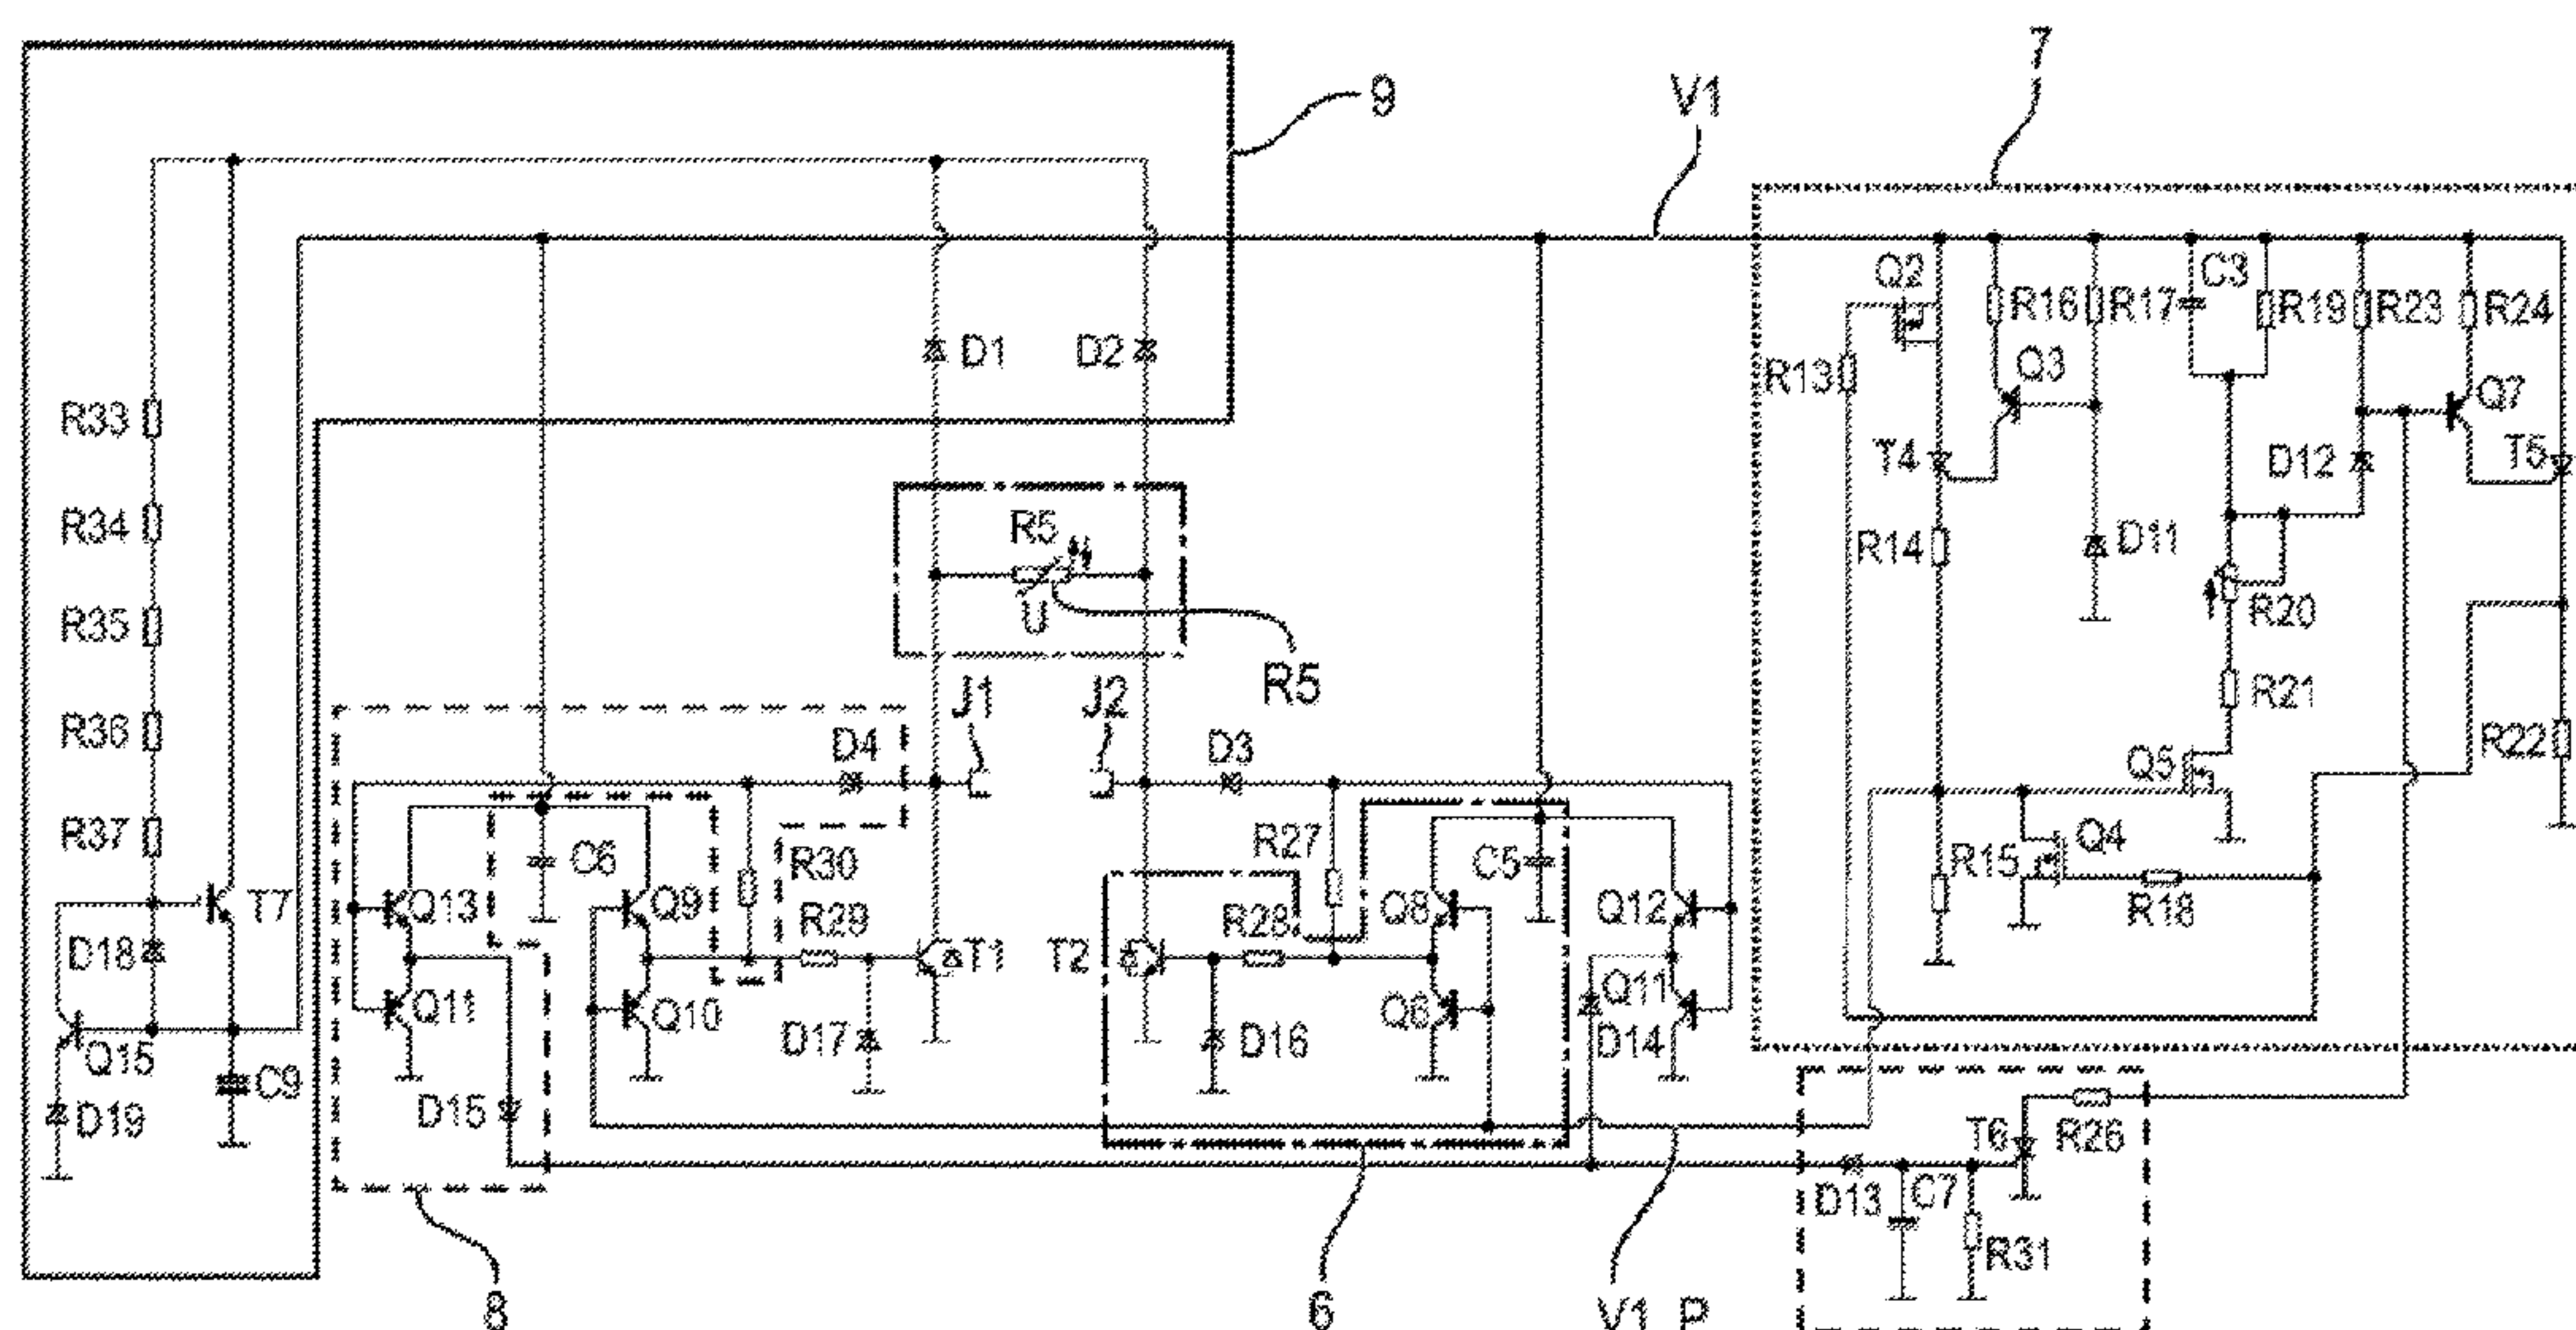 7
9
V1
Q2
C3
R16
R17
R19
R23
R24
D1
D2
R13
Q3
Q7
R33
T4
D12
T5
R34
R5
R14
D11
R35
U
R20
R5
R21
J1
J2
R36
D4
D3
Q5
R22
R37
C6
R30
R27
C5
Q4
R15
T7
Q13
Q9
R29
R28
Q8
Q12
R18
D18
T1
T2
Q11
Q10
Q6
Q11
Q15
D17
D16
D14
C9
D15
D19
T6
R26
D13
C7
R31
8
6
V1_P